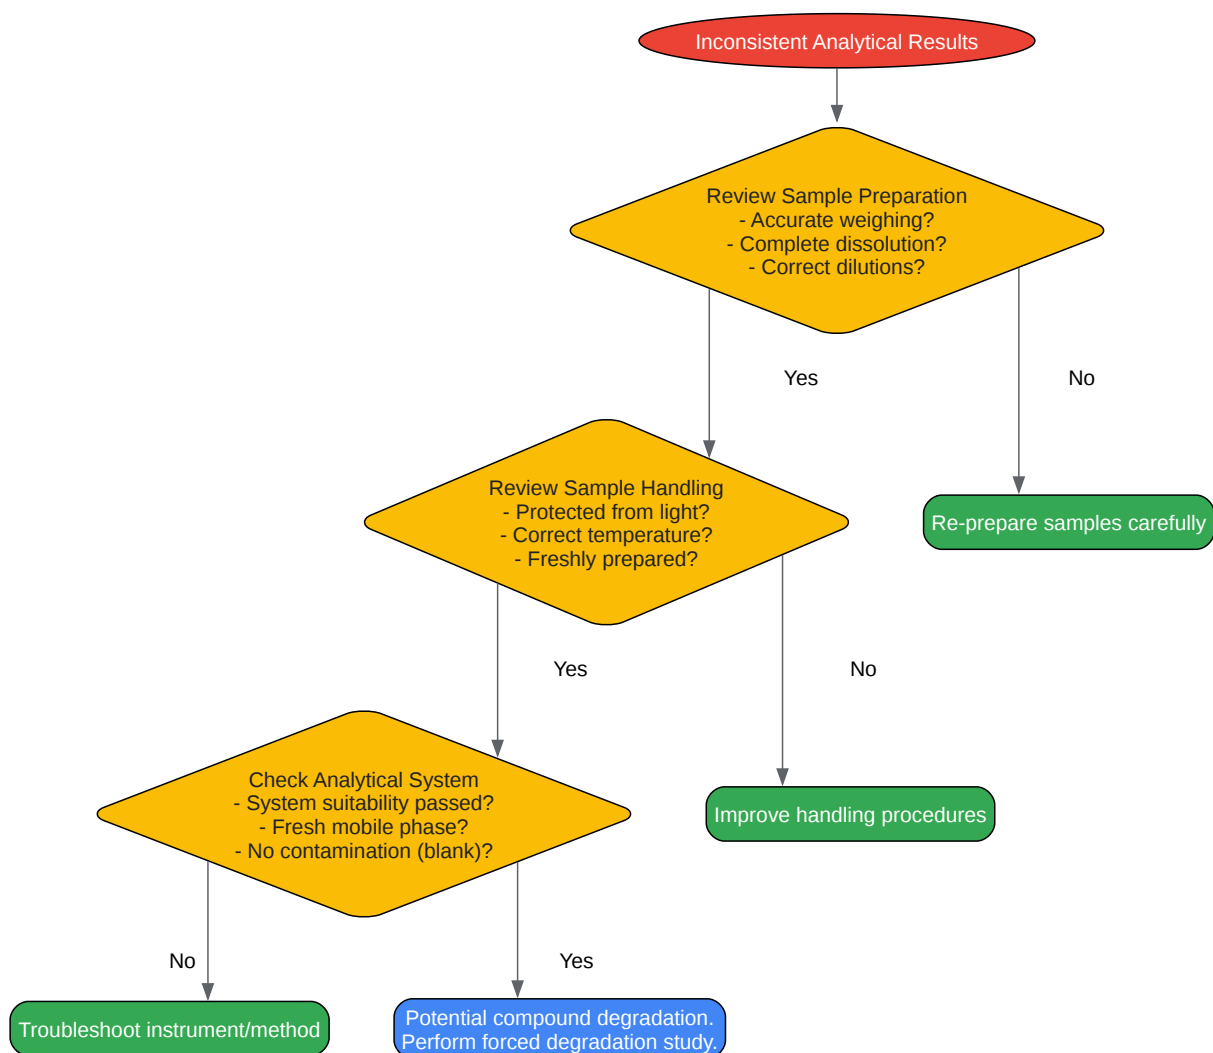 Inconsistent Analytical Results
Review Sample Preparation
- Accurate weighing?
- Complete dissolution?
- Correct dilutions?
Yes
No
Review Sample Handling
- Protected from light?
- Correct temperature?
- Freshly prepared?
Re-prepare samples carefully
Yes
No
Check Analytical System
- System suitability passed?
- Fresh mobile phase?
- No contamination (blank)?
Improve handling procedures
No
Yes
Troubleshoot instrument/method
Potential compound degradation.
Perform forced degradation study.